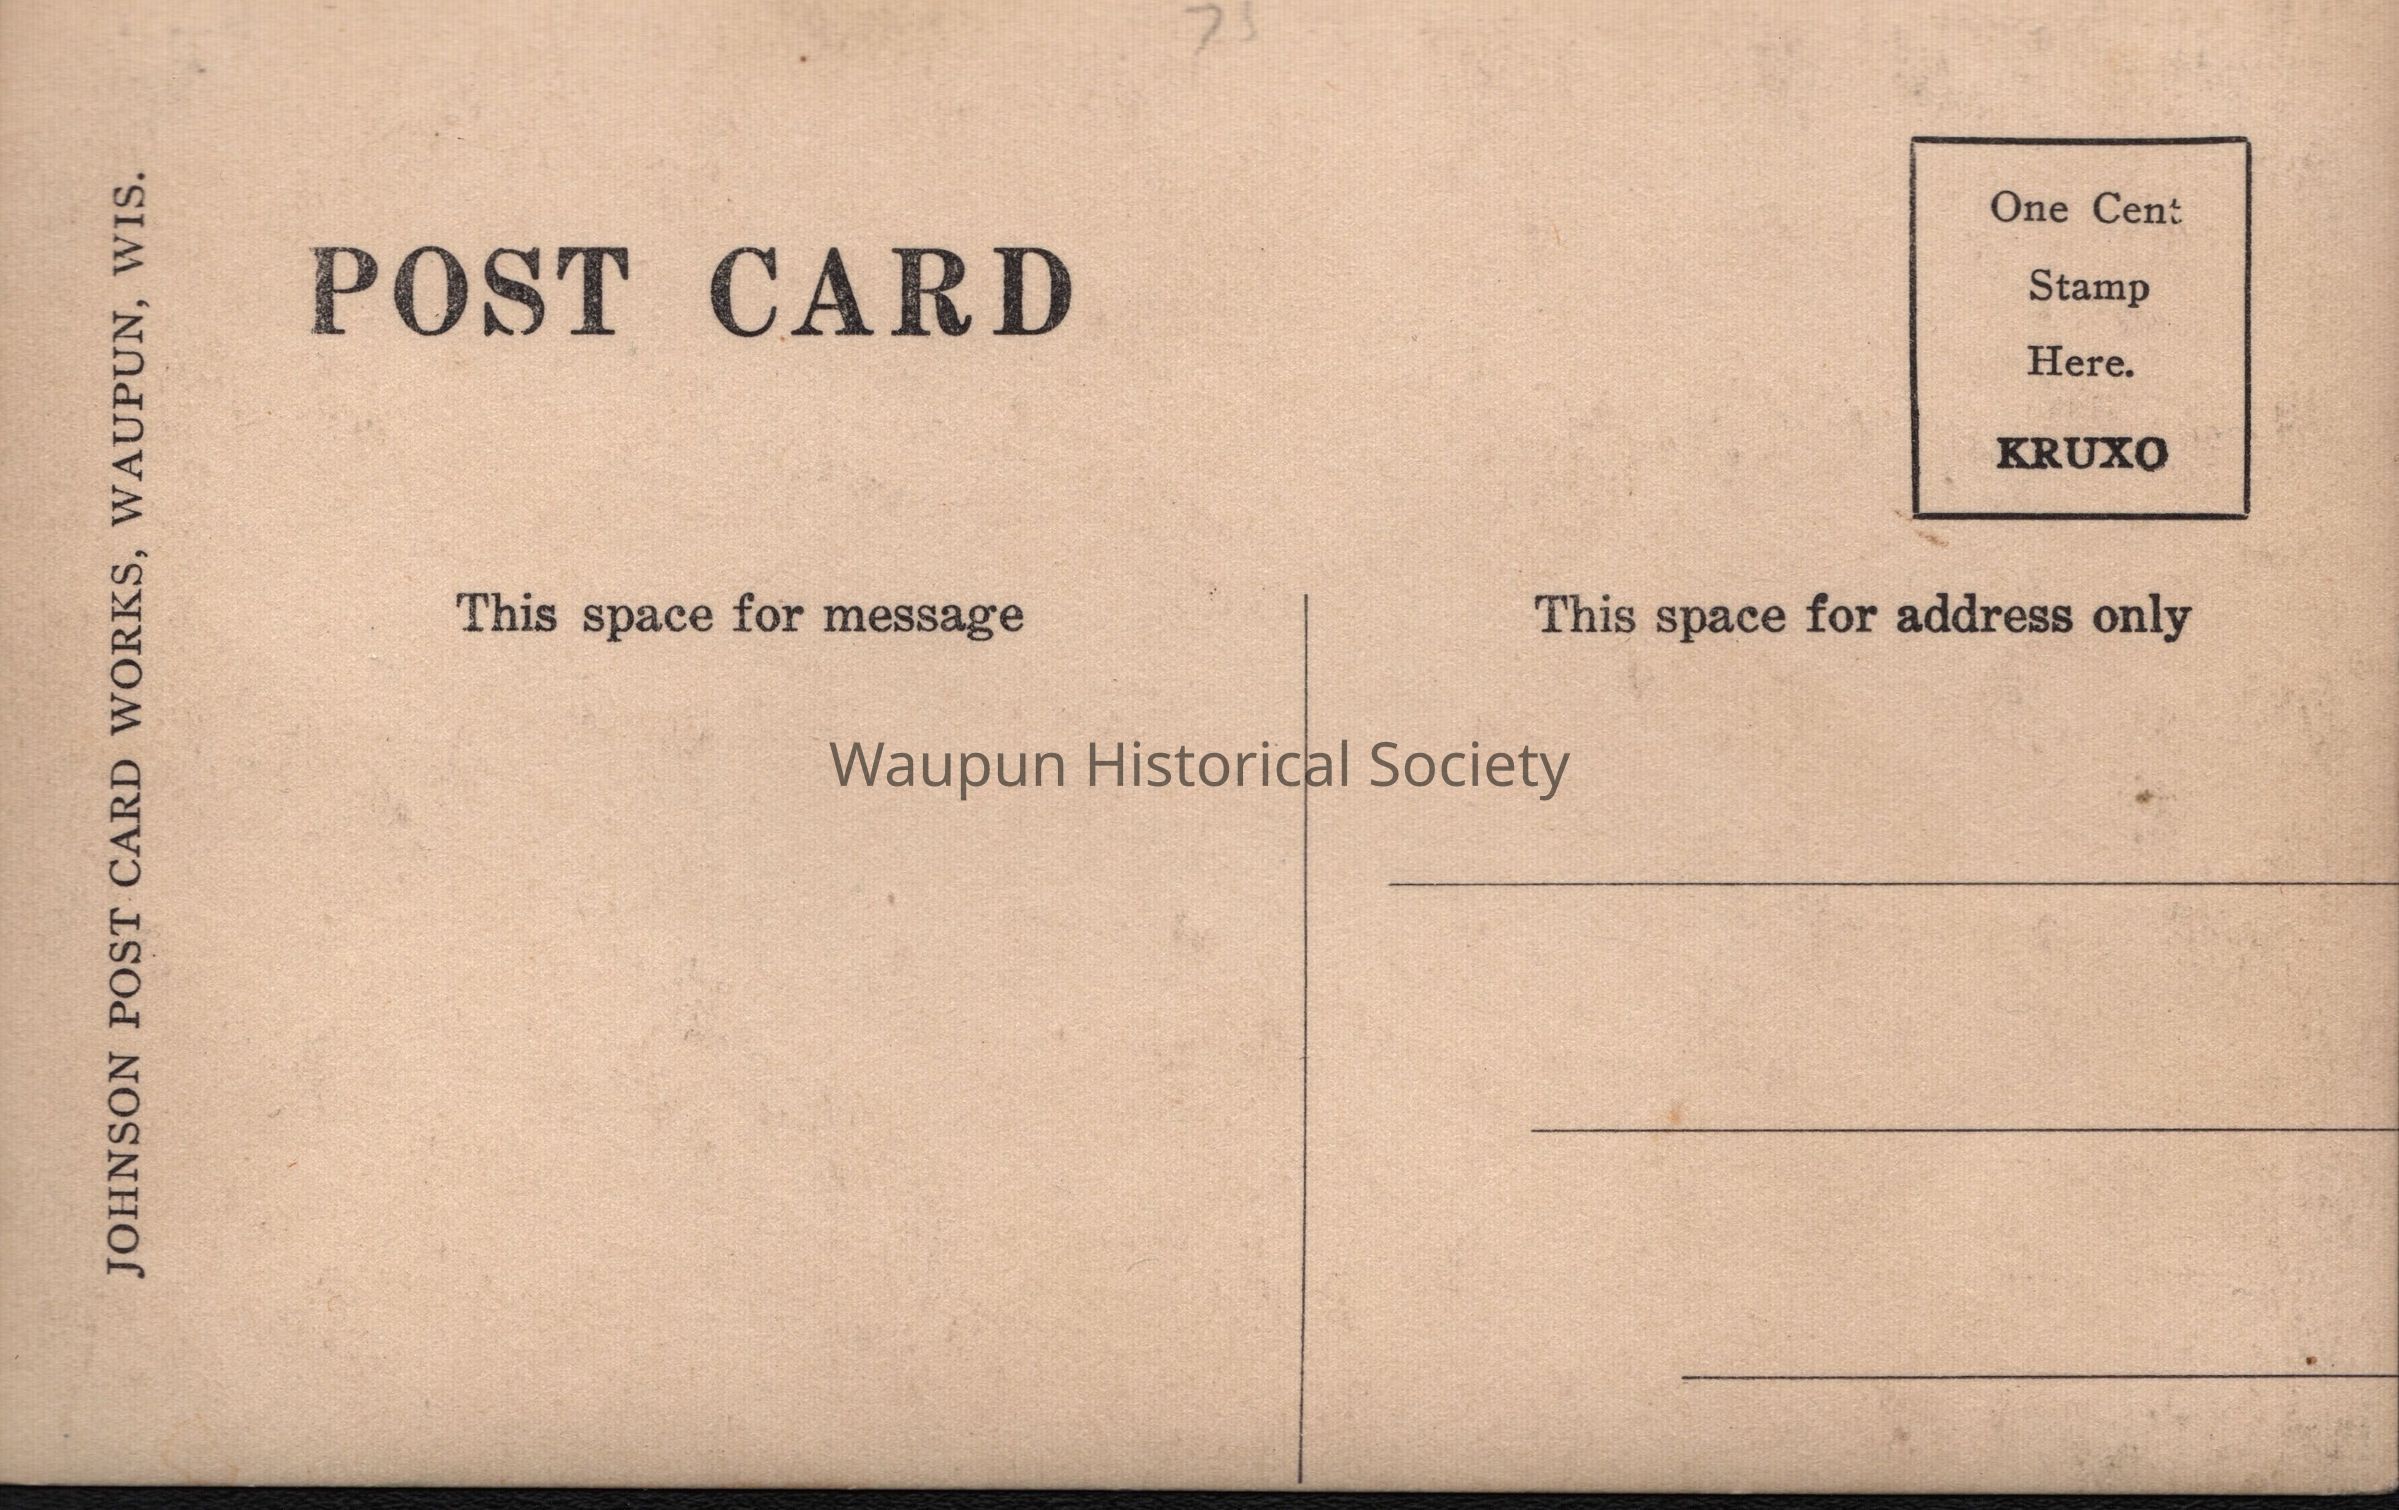 JOHNSON POST CARD WORKS, WAUPUN, WIS.
POST CARD
One Cent
Stamp
Here.
KRUXO
This space for message
This space for address only
Waupun Historical Society